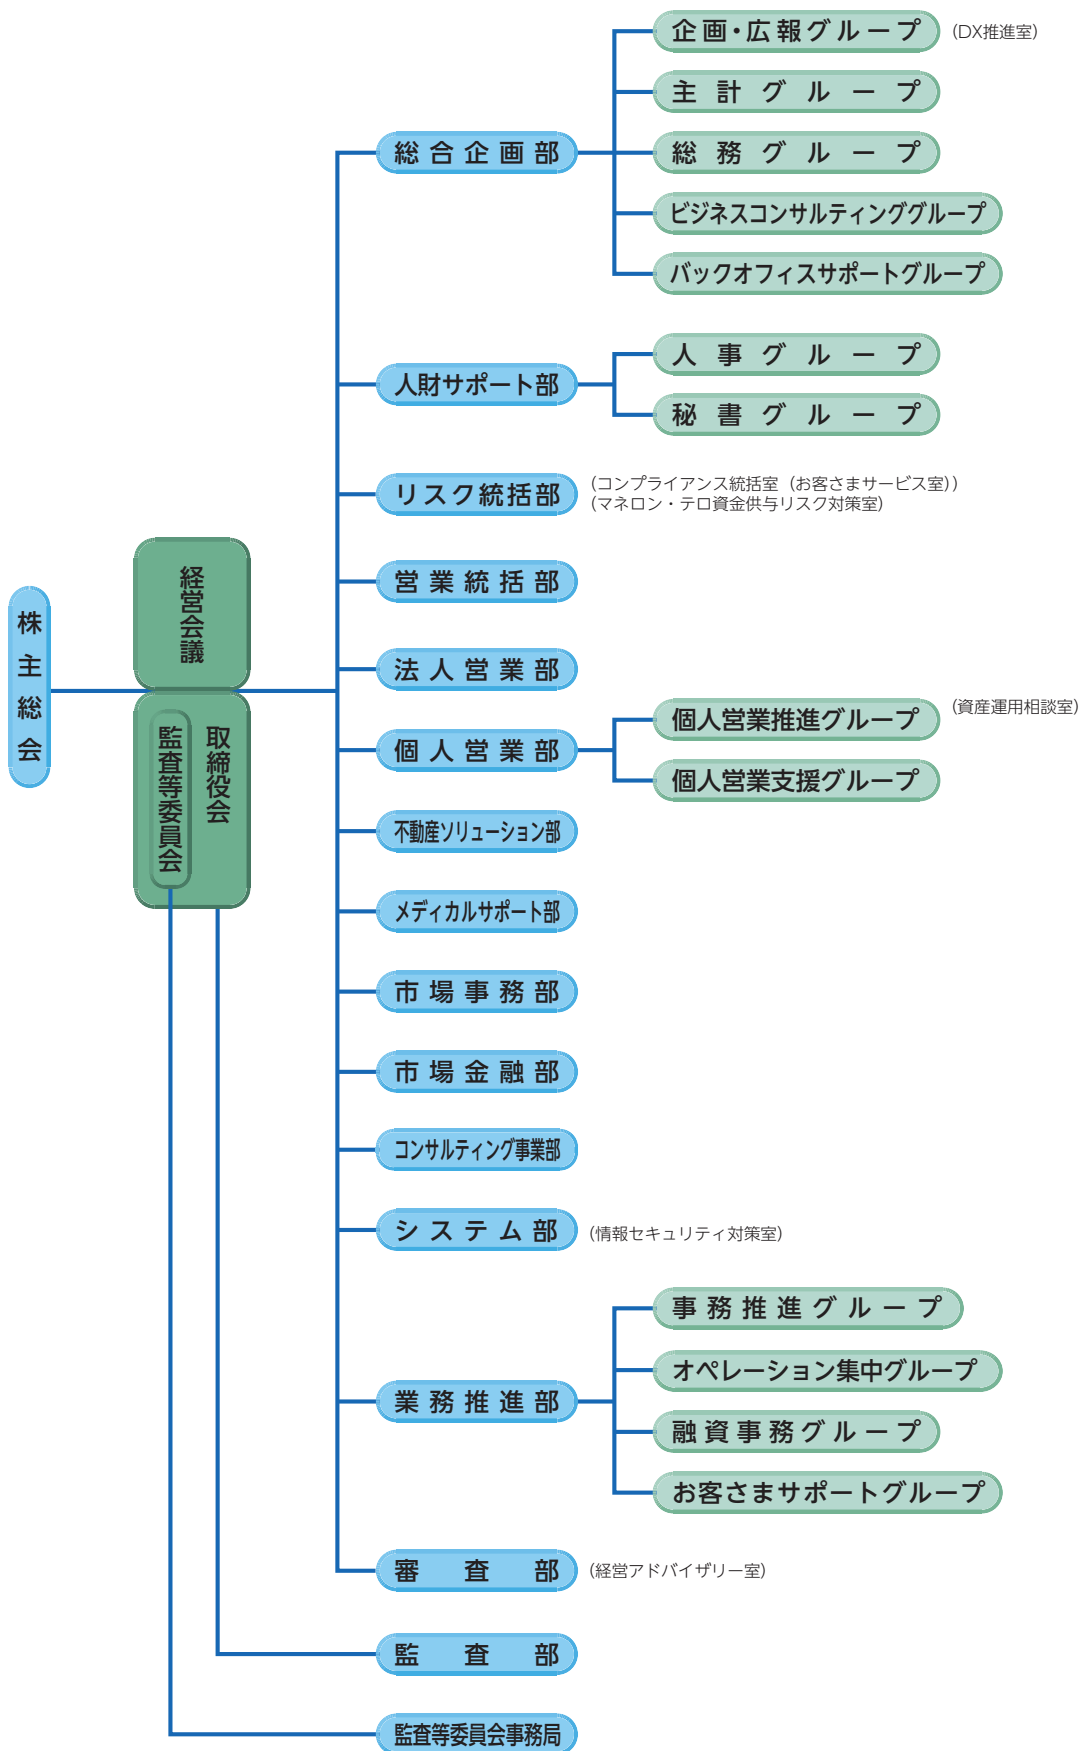 株主総会
経営会議
取締役会
監査等委員会
総合企画部
企画・広報グループ (DX推進室)
主計グループ
総務グループ
ビジネスコンサルティンググループ
バックオフィスサポートグループ
人財サポート部
人事グループ
秘書グループ
リスク統括部
(コンプライアンス統括室(お客さまサービス室))
(マネロン・テロ資金供与リスク対策室)
営業統括部
法人営業部
個人営業部
個人営業推進グループ (資産運用相談室)
個人営業支援グループ
不動産ソリューション部
メディカルサポート部
市場事務部
市場金融部
コンサルティング事業部
システム部 (情報セキュリティ対策室)
業務推進部
事務推進グループ
オペレーション集中グループ
融資事務グループ
お客さまサポートグループ
審査部 (経営アドバイザリー室)
監査部
監査等委員会事務局